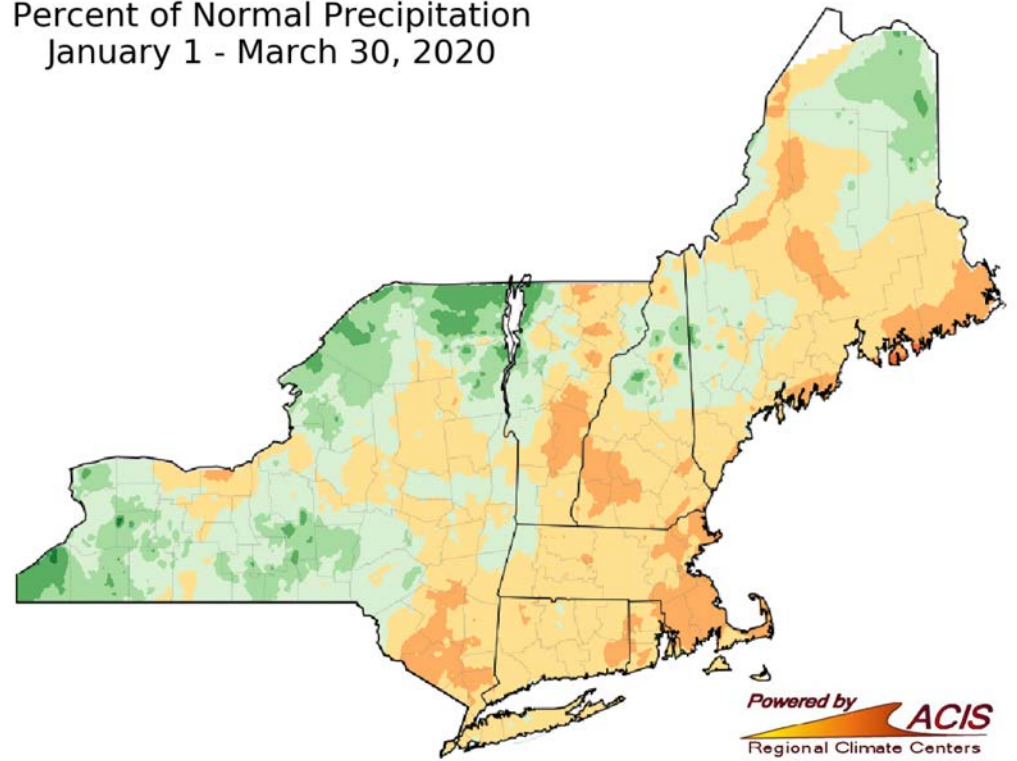 Percent of Normal Precipitation
January 1 - March 30, 2020
Powered by
ACIS
Regional Climate Centers